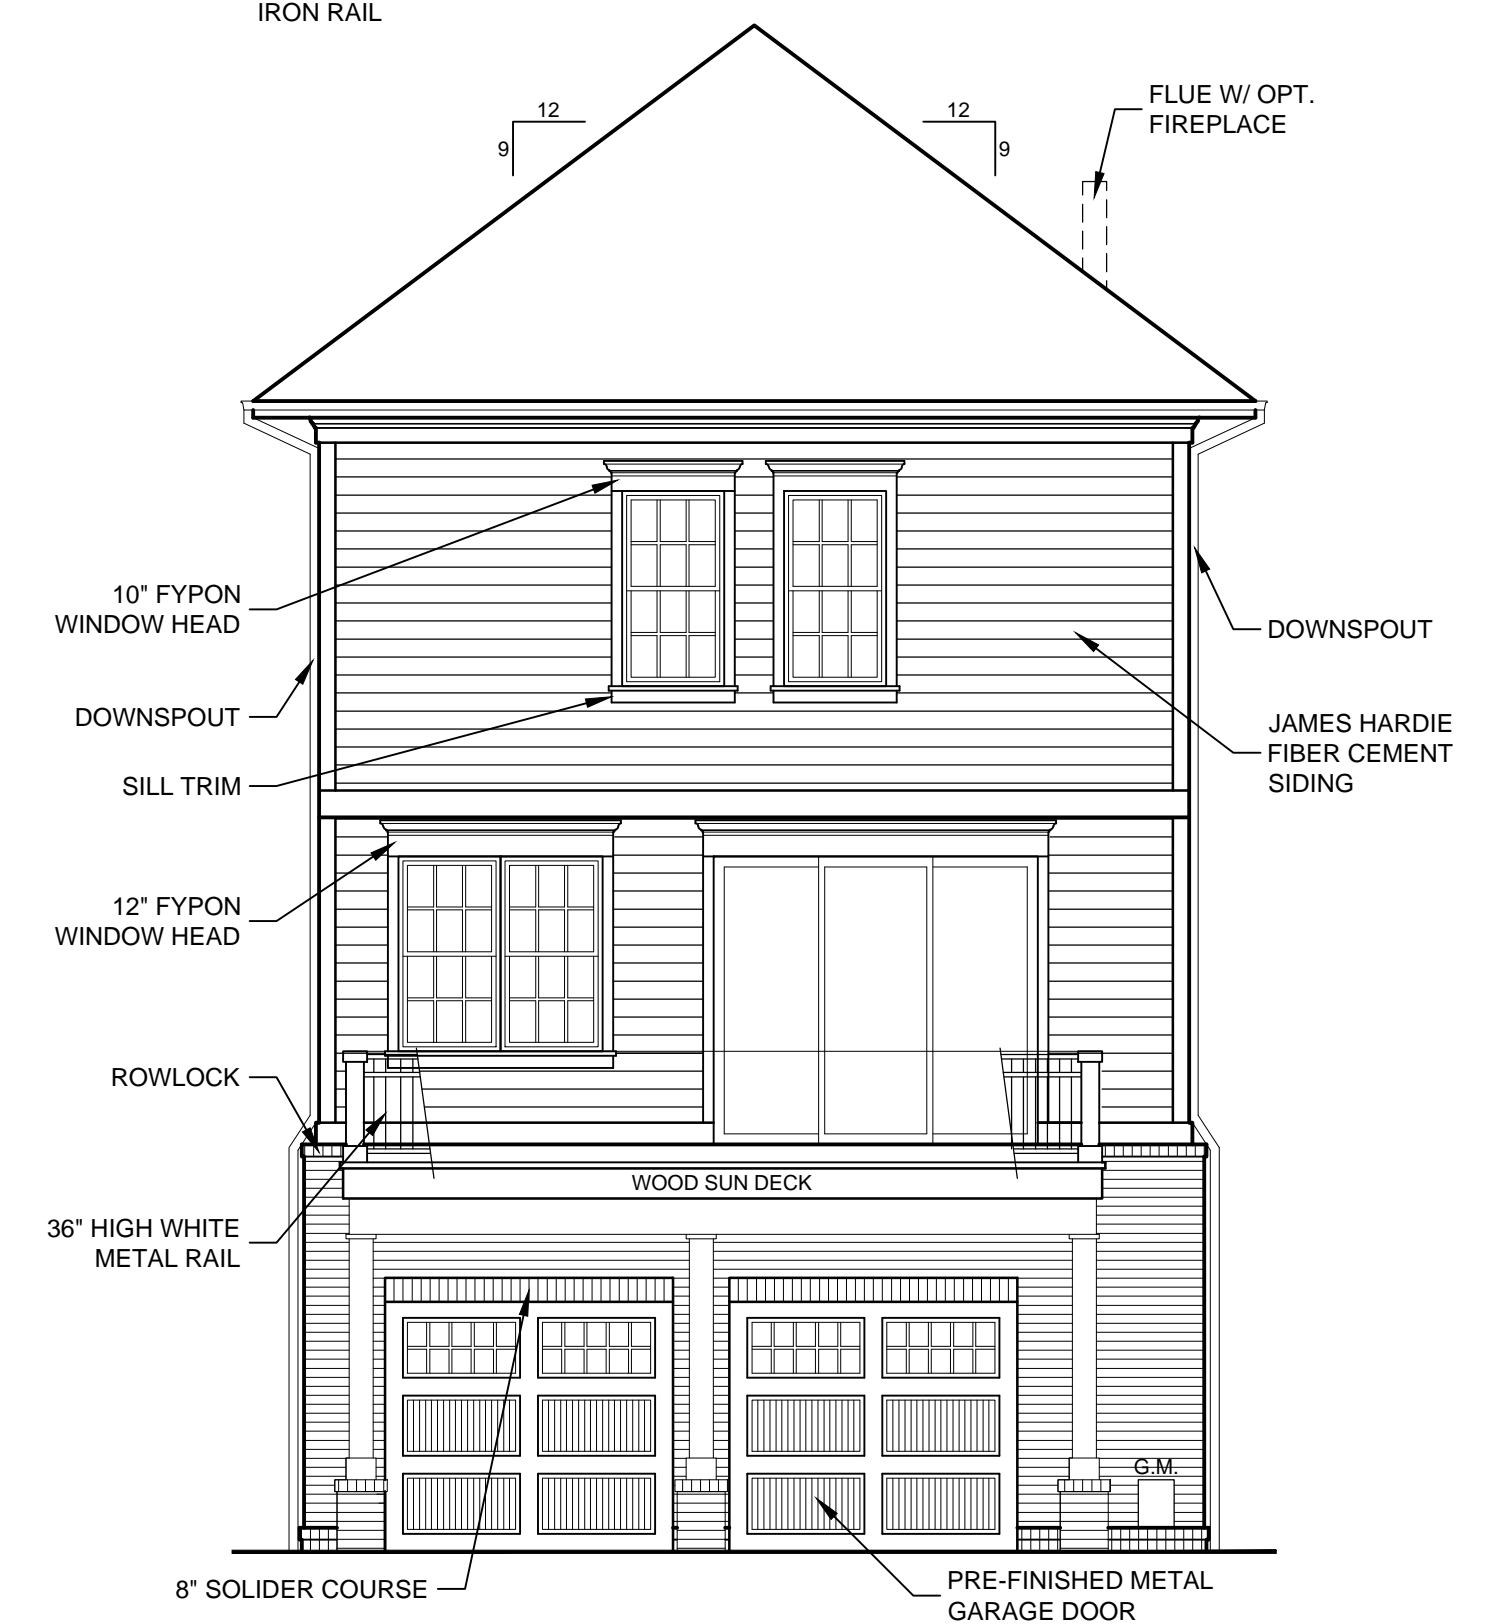 IRON RAIL
12
9
12
9
FLUE W/ OPT.
FIREPLACE
10" FYPON
WINDOW HEAD
DOWNSPOUT
DOWNSPOUT
SILL TRIM
JAMES HARDIE
FIBER CEMENT
SIDING
12" FYPON
WINDOW HEAD
ROWLOCK
WOOD SUN DECK
36" HIGH WHITE
METAL RAIL
G.M.
8" SOLIDER COURSE
PRE-FINISHED METAL
GARAGE DOOR